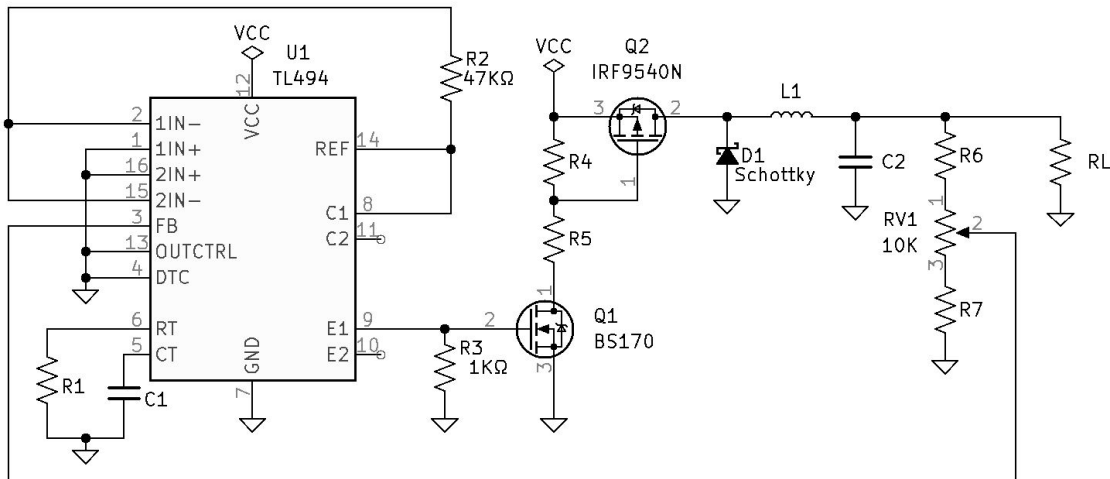 U1
TL494
VCC
12
VCC
2 1IN-
1 1IN+
16 2IN+
15 2IN-
3 FB
13 OUTCTRL
4 DTC
6 RT
5 CT
REF 14
C1 8
C2 11
E1 9
E2 10
GND
7
R1
C1
R2
47KΩ
R3
1KΩ
VCC
Q2
IRF9540N
3
2
1
R4
R5
1
2
3
Q1
BS170
D1
Schottky
L1
C2
R6
1
RV1
10K
2
3
R7
RL